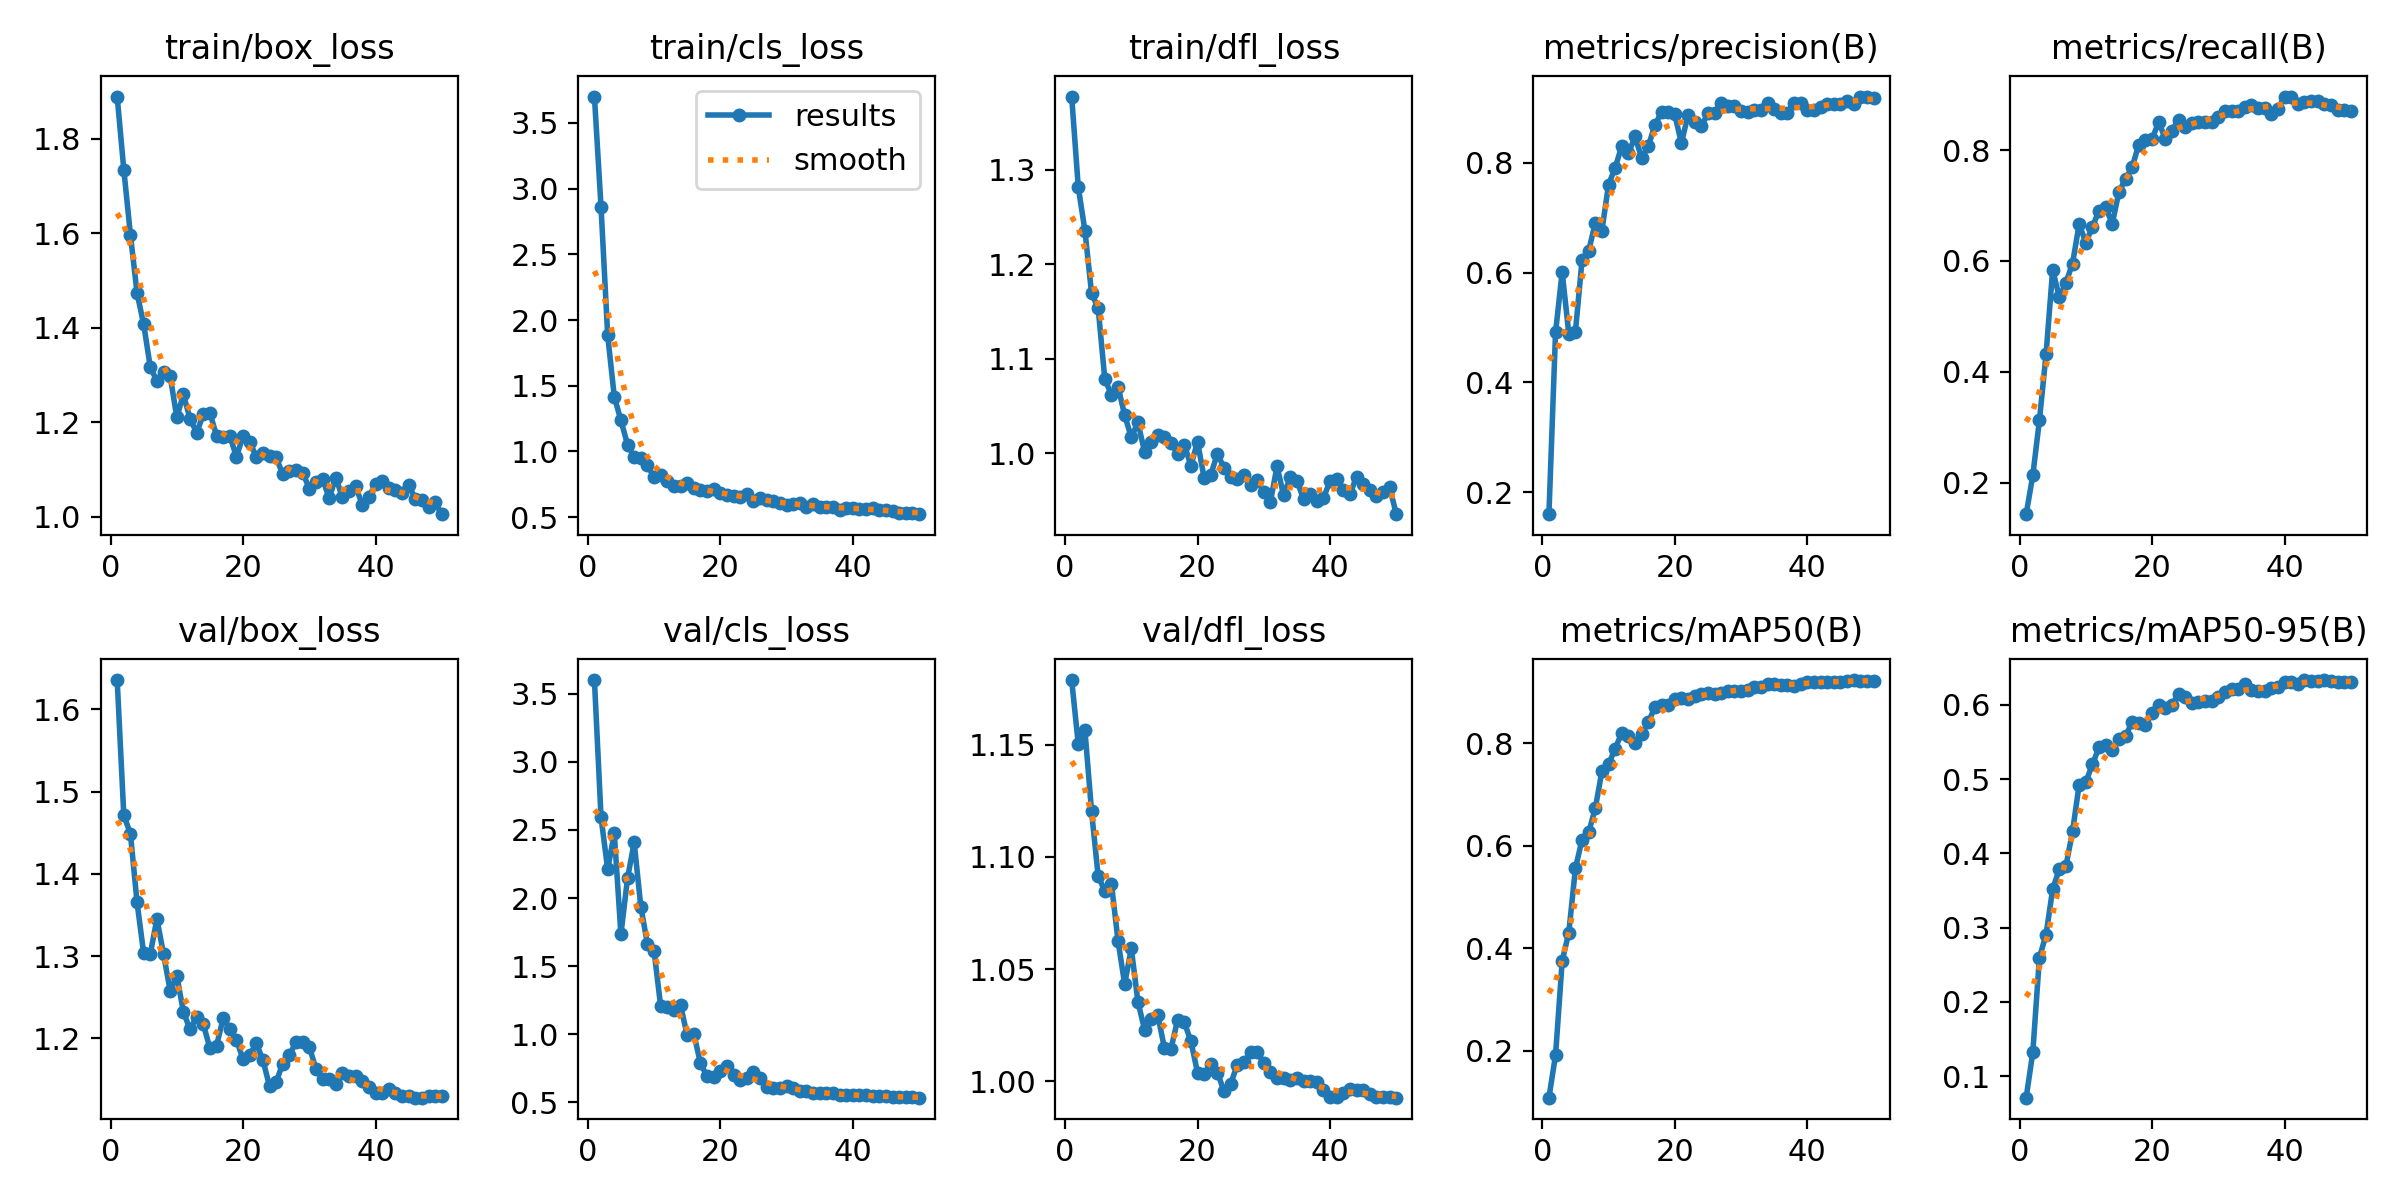 train/box_loss
1.8
1.6
1.4
1.2
1.0
0 20 40
train/cls_loss
results
smooth
3.5
3.0
2.5
2.0
1.5
1.0
0.5
0 20 40
train/dfl_loss
1.3
1.2
1.1
1.0
0 20 40
metrics/precision(B)
0.8
0.6
0.4
0.2
0 20 40
metrics/recall(B)
0.8
0.6
0.4
0.2
0 20 40
val/box_loss
1.6
1.5
1.4
1.3
1.2
0 20 40
val/cls_loss
3.5
3.0
2.5
2.0
1.5
1.0
0.5
0 20 40
val/dfl_loss
1.15
1.10
1.05
1.00
0 20 40
metrics/mAP50(B)
0.8
0.6
0.4
0.2
0 20 40
metrics/mAP50-95(B)
0.6
0.5
0.4
0.3
0.2
0.1
0 20 40